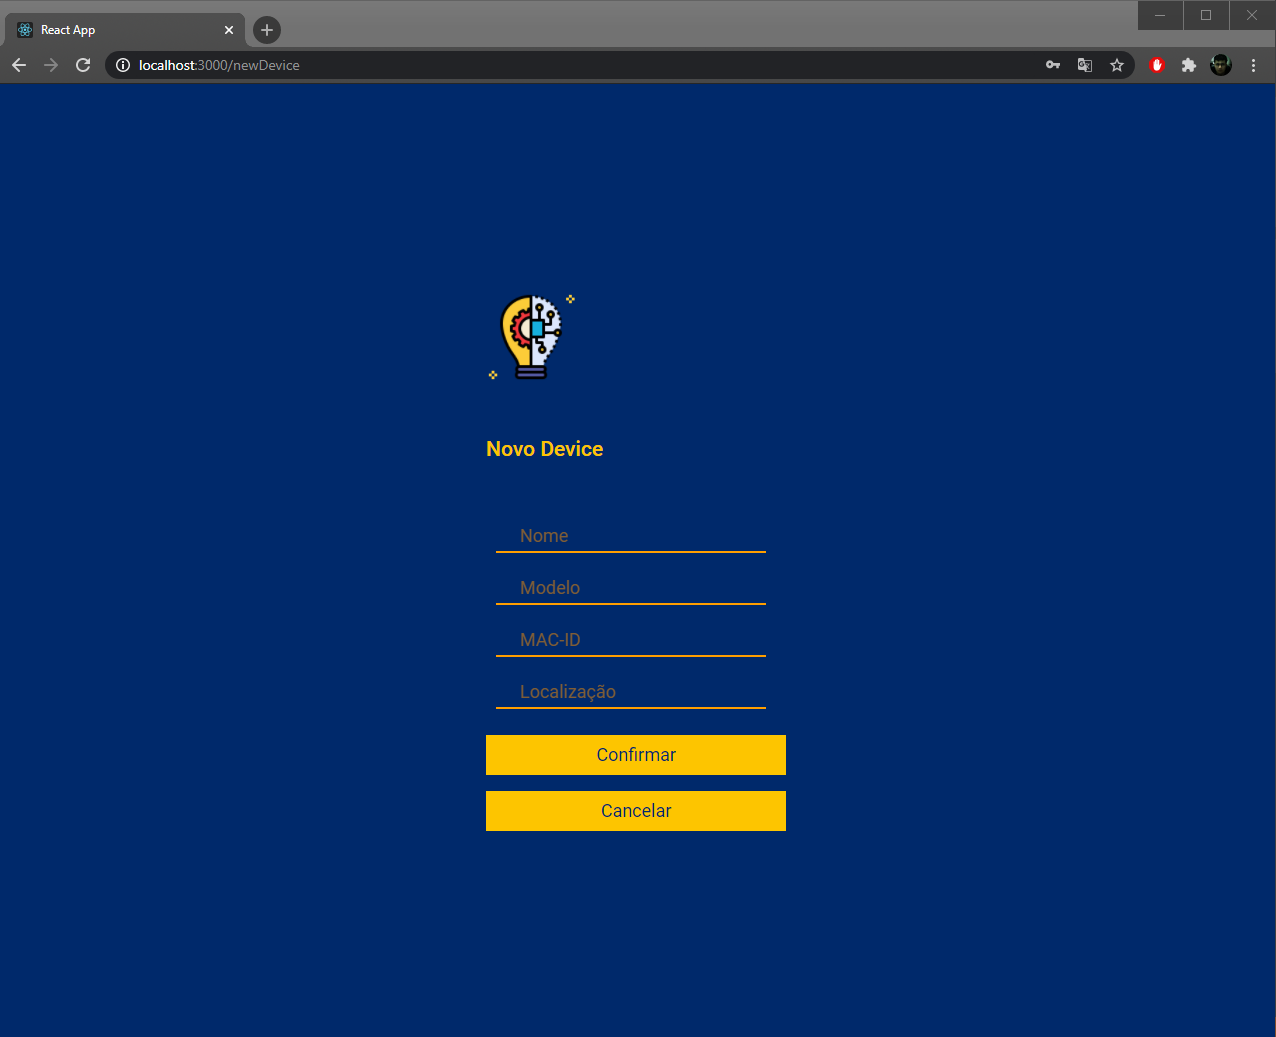 React App
localhost:3000/newDevice
Novo Device
Nome
Modelo
MAC-ID
Localização
Confirmar
Cancelar